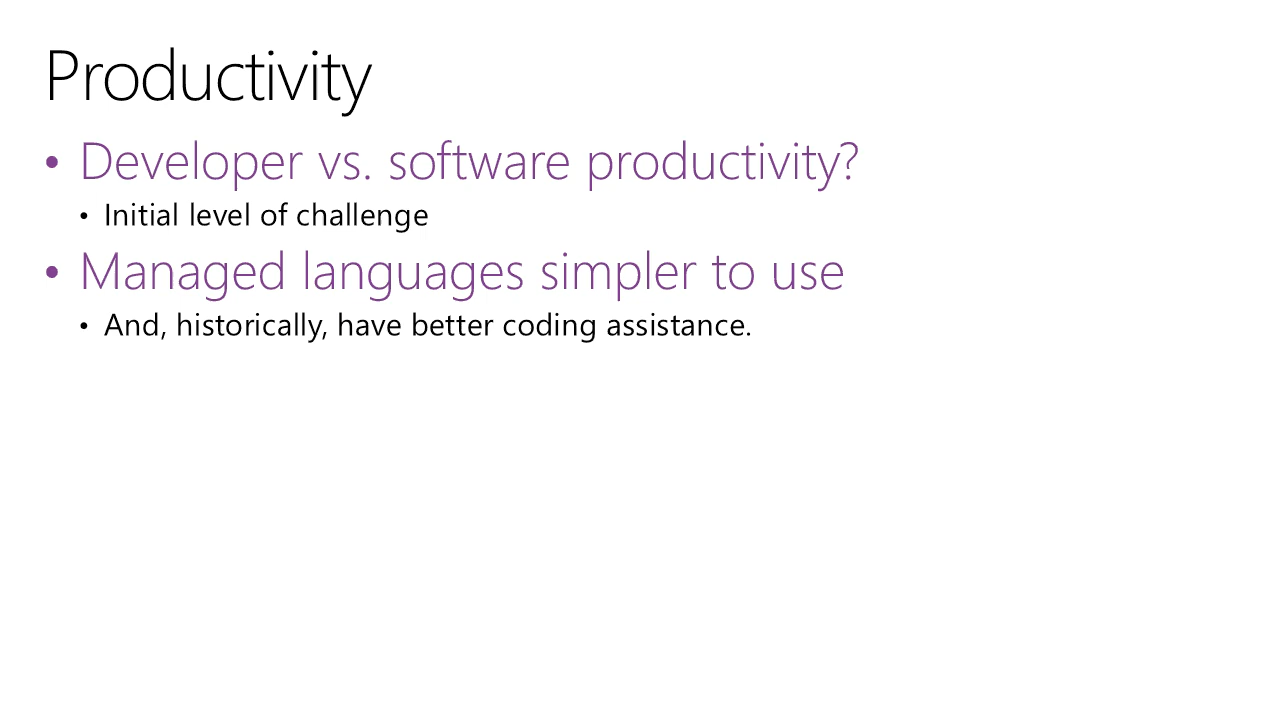 Productivity
• Developer vs. software productivity?
• Initial level of challenge
• Managed languages simpler to use
• And, historically, have better coding assistance.